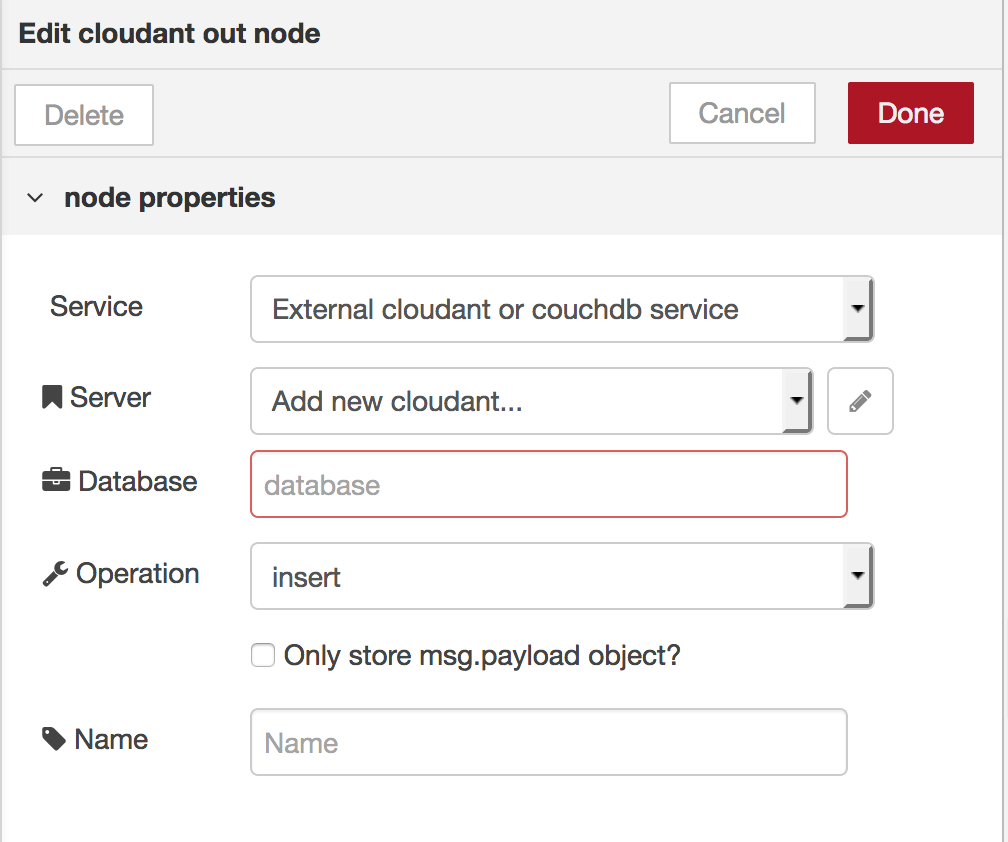 Edit cloudant out node
Delete
Cancel
Done
node properties
Service
External cloudant or couchdb service
Server
Add new cloudant...
Database
database
Operation
insert
Only store msg.payload object?
Name
Name